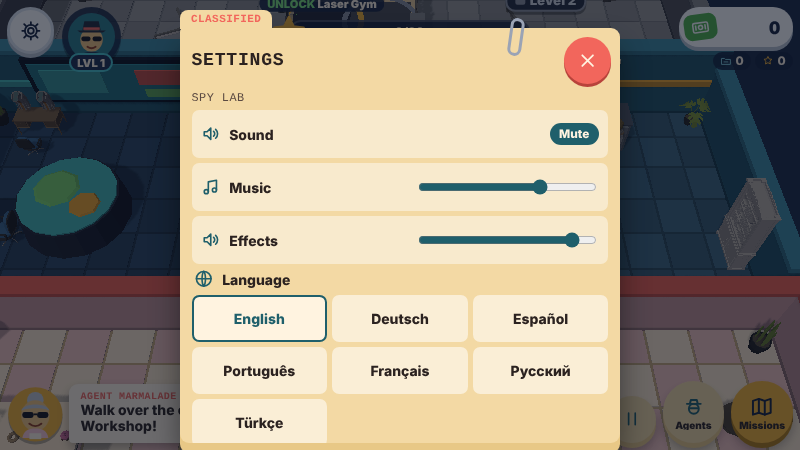 UNLOCK Laser Gym
Level 2
CLASSIFIED
SETTINGS
0
LVL 1
0
0
SPY LAB
Sound
Mute
Music
Effects
Language
English
Deutsch
Español
Português
Français
Русский
Türkçe
AGENT MARMALADE
Walk over the
Workshop!
Agents
Missions